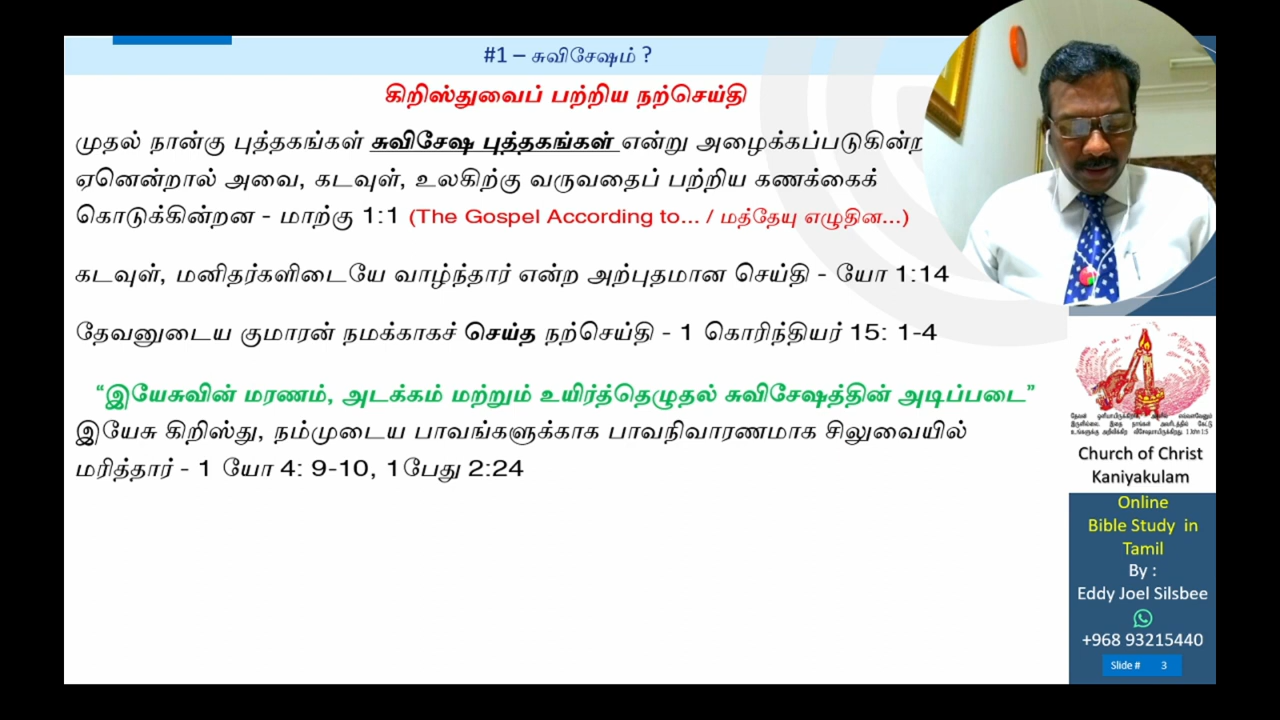 #1 – சுவிசேஷம் ?
கிறிஸ்துவைப் பற்றிய நற்செய்தி
முதல் நான்கு புத்தகங்கள் சுவிசேஷ புத்தகங்கள் என்று
ஏனென்றால் அவை, கடவுள், உலகிற்கு வருவதைப் பற்றிய கணக்கைக்
கொடுக்கின்றன - மாற்கு 1:1 (The Gospel According to... / மத்தேயு எழுதின...)
கடவுள், மனிதர்களிடையே வாழ்ந்தார் என்ற அற்புதமான செய்தி - யோ 1:14
தேவனுடைய குமாரன் நமக்காகச் செய்த நற்செய்தி - 1 கொரிந்தியர் 15: 1-4
“இயேசுவின் மரணம், அடக்கம் மற்றும் உயிர்த்தெழுதல் சுவிசேஷத்தின் அடிப்படை”
இயேசு கிறிஸ்து, நம்முடைய பாவங்களுக்காக பாவநிவாரணமாக சிலுவையில்
மரித்தார் - 1 யோ 4: 9-10, 1பேது 2:24
Church of Christ
Kaniyakulam
Online
Bible Study in
Tamil
By :
Eddy Joel Silsbee
+968 93215440
Slide # 3